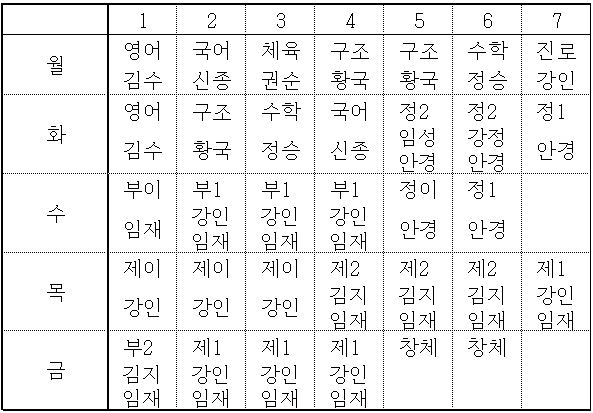 1 2 3 4 5 6 7
월
영어 국어 체육 구조 구조 수학 진로
김수 신종 권순 황국 황국 정승 강인
화
영어 구조 수학 국어 정2 정2 정1
김수 황국 정승 신종 임성 강정 안경
안경 안경
수
부이 부1 부1 부1 정이 정1
임재 강인 강인 강인 안경 안경
임재 임재 임재
목
제이 제이 제이 제2 제2 제2 제1
강인 강인 강인 김지 김지 김지 강인
임재 임재 임재 임재
금
부2 제1 제1 제1 창체 창체
김지 강인 강인 강인
임재 임재 임재 임재